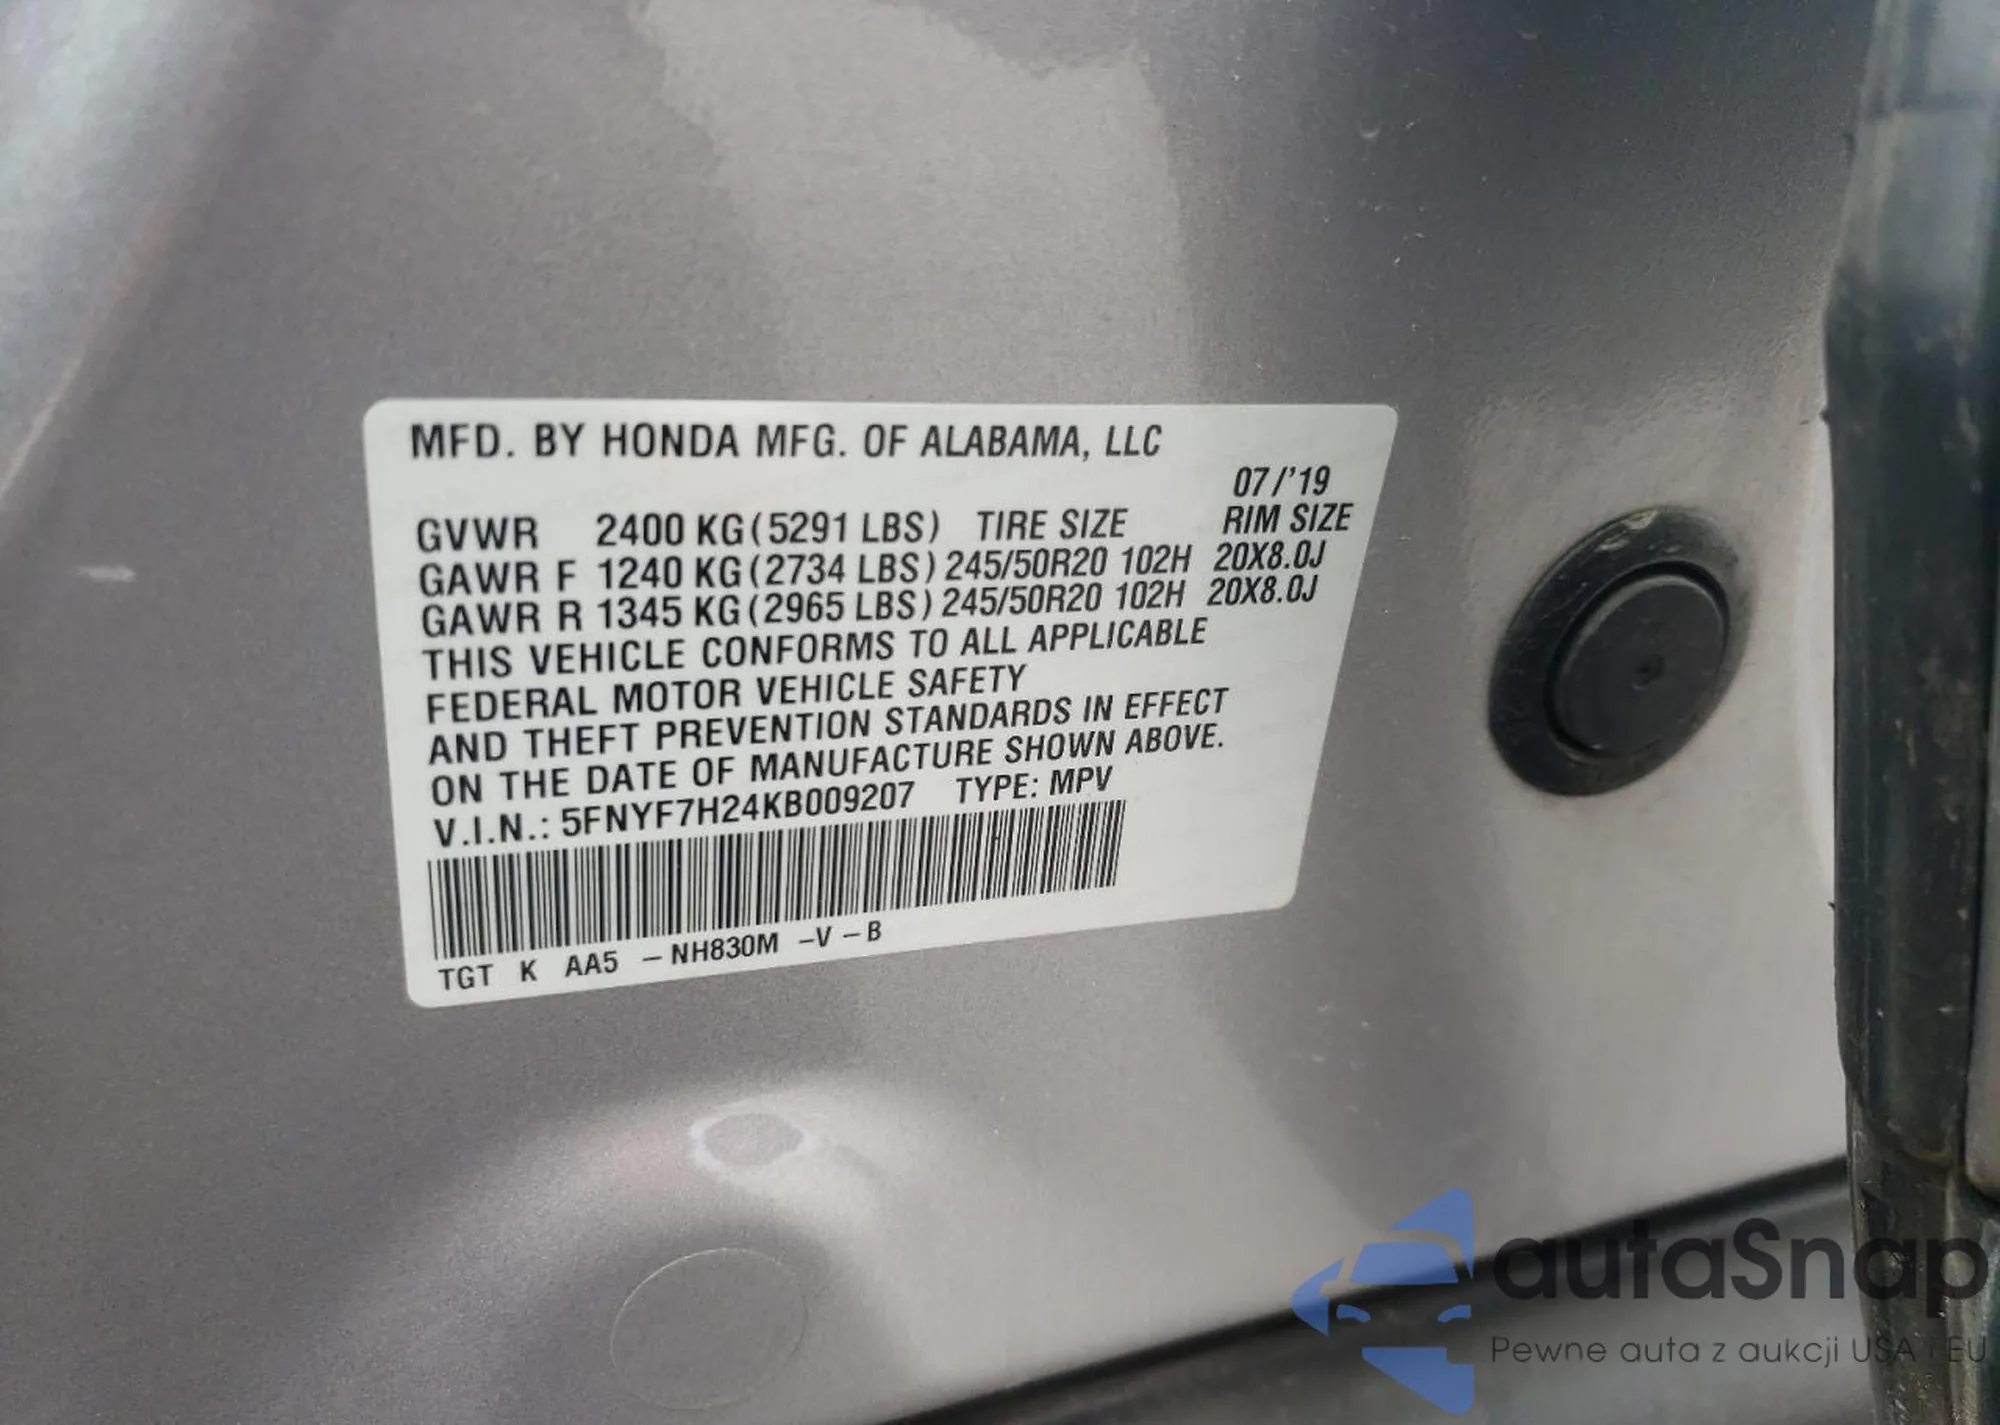 MFD. BY HONDA MFG. OF ALABAMA, LLC
07/'19
GVWR 2400 KG(5291 LBS) TIRE SIZE RIM SIZE
GAWR F 1240 KG(2734 LBS) 245/50R20 102H 20X8.0J
GAWR R 1345 KG(2965 LBS) 245/50R20 102H 20X8.0J
THIS VEHICLE CONFORMS TO ALL APPLICABLE
FEDERAL MOTOR VEHICLE SAFETY
AND THEFT PREVENTION STANDARDS IN EFFECT
ON THE DATE OF MANUFACTURE SHOWN ABOVE.
V.I.N.: 5FNYF7H24KB009207 TYPE: MPV
TGT K AA5 -NH830M -V -B
autaSnap
Pewne auta z aukcji USA i EU